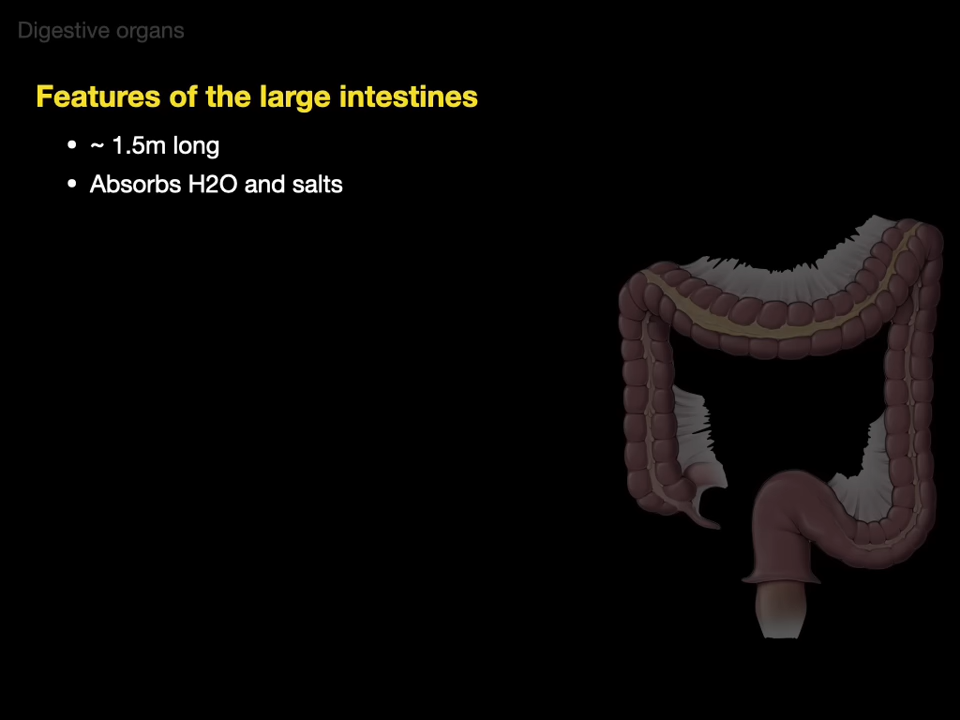 Digestive organs
Features of the large intestines
• ~ 1.5m long
• Absorbs H2O and salts